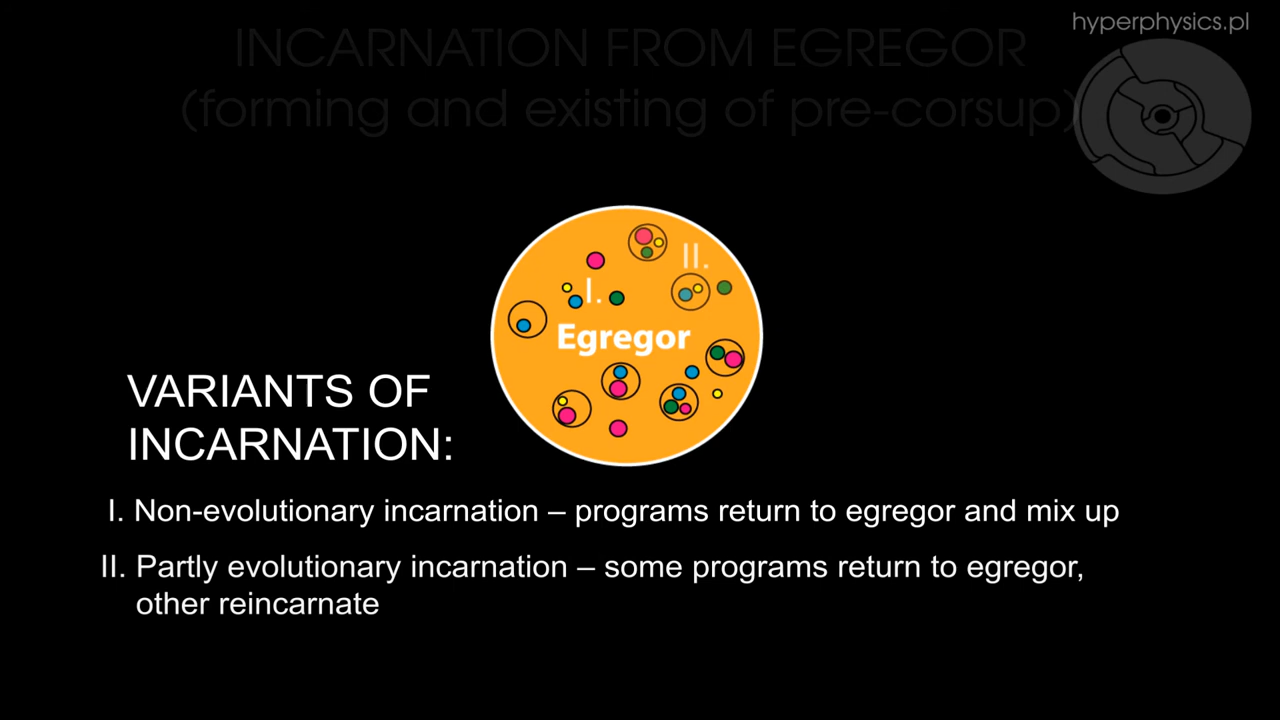 hyperphysics.pl
INCARNATION FROM EGREGOR
(forming and existing of pre-corsup)
II.
I.
Egregor
VARIANTS OF
INCARNATION:
I. Non-evolutionary incarnation – programs return to egregor and mix up
II. Partly evolutionary incarnation – some programs return to egregor,
other reincarnate